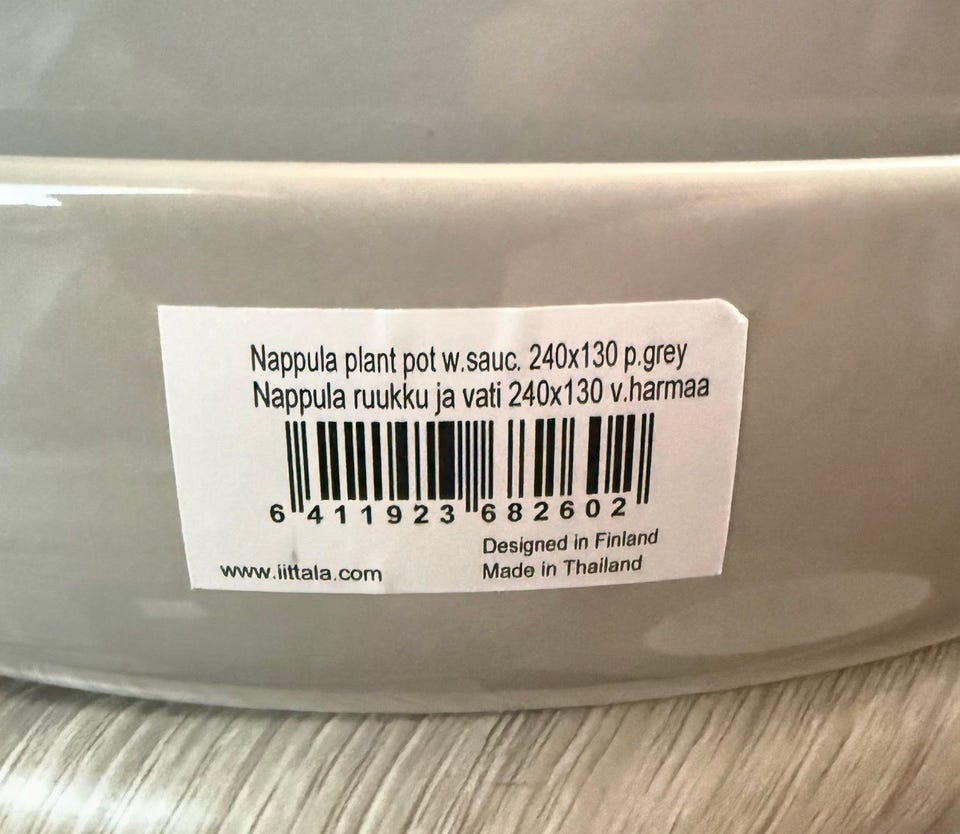 Nappula plant pot w.sauc. 240x130 p.grey
Nappula ruukku ja vati 240x130 v.harmaa
6 411923 682602
Designed in Finland
www.iittala.com Made in Thailand